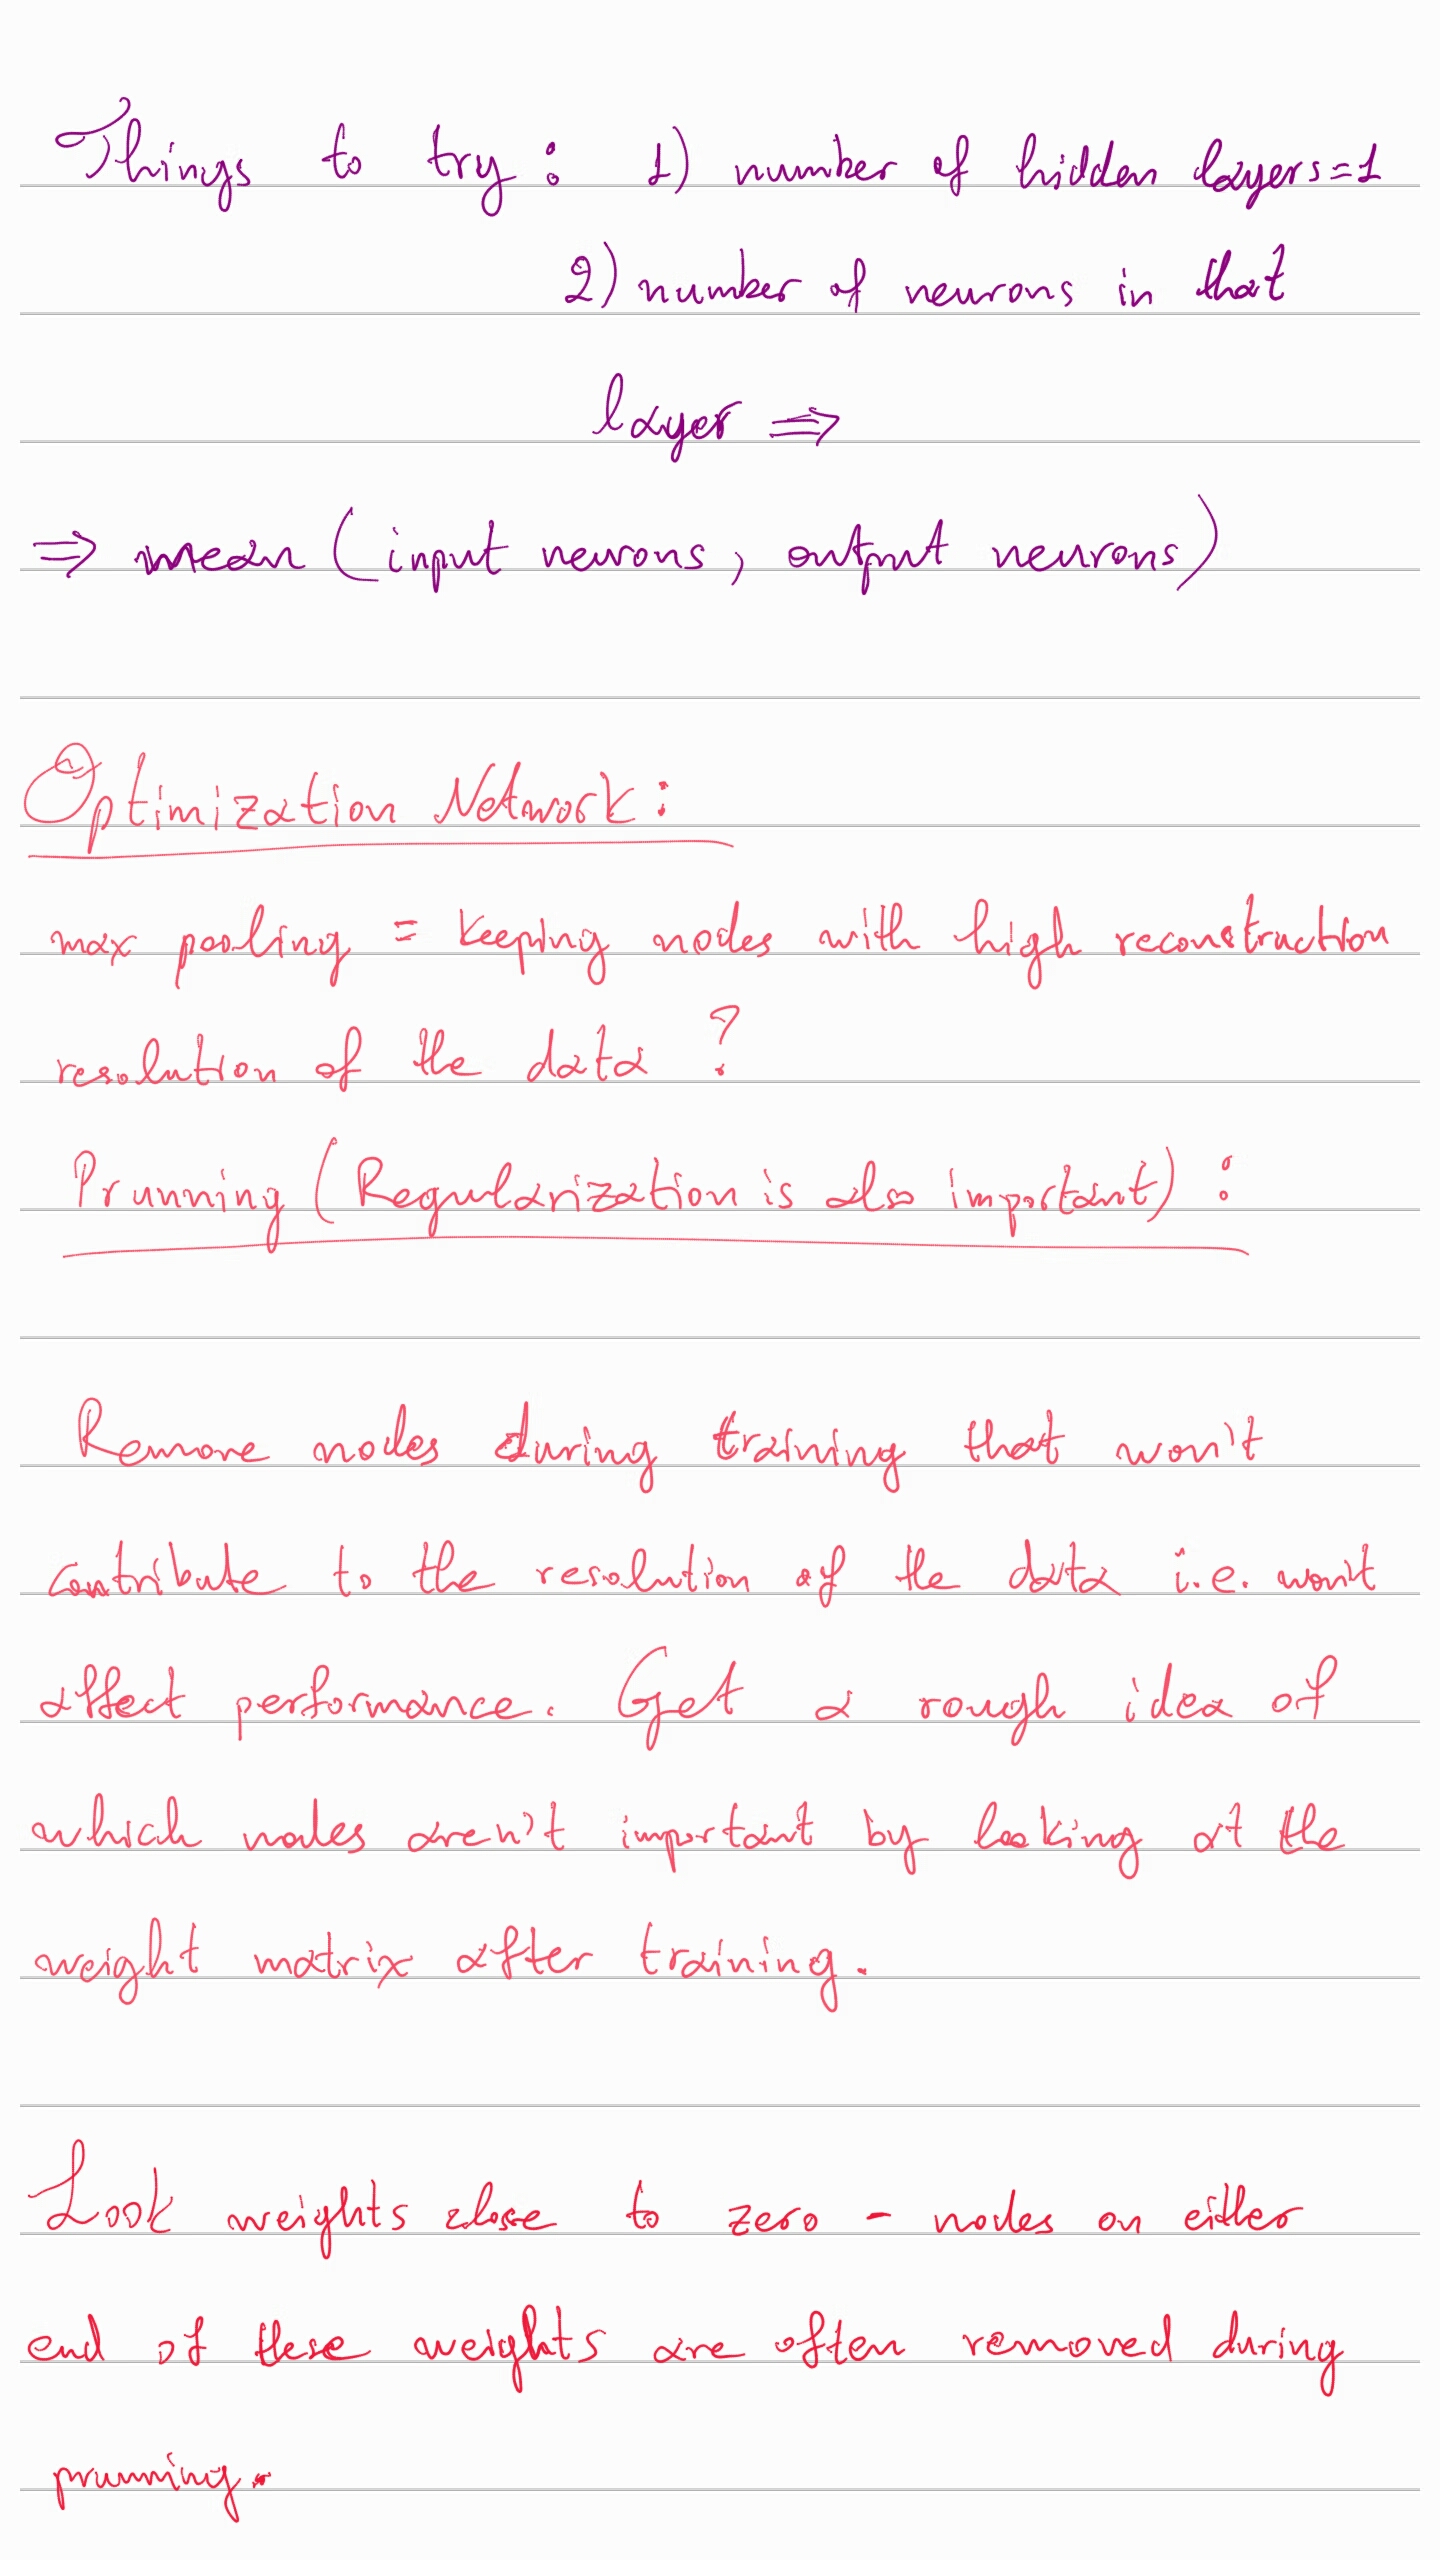 Things to try : 1) number of hidden layers=1
2) number of neurons in that
layer ⇒
⇒ mean (input neurons, output neurons)
Optimization Network:
max pooling = keeping nodes with high reconstruction
resolution of the data ?
Prunning (Regularization is also important) :
Remove nodes during training that won't
contribute to the resolution of the data i.e. won't
affect performance. Get a rough idea of
which nodes aren't important by looking at the
weight matrix after training.
Look weights close to zero - nodes on either
end of these weights are often removed during
prunning.